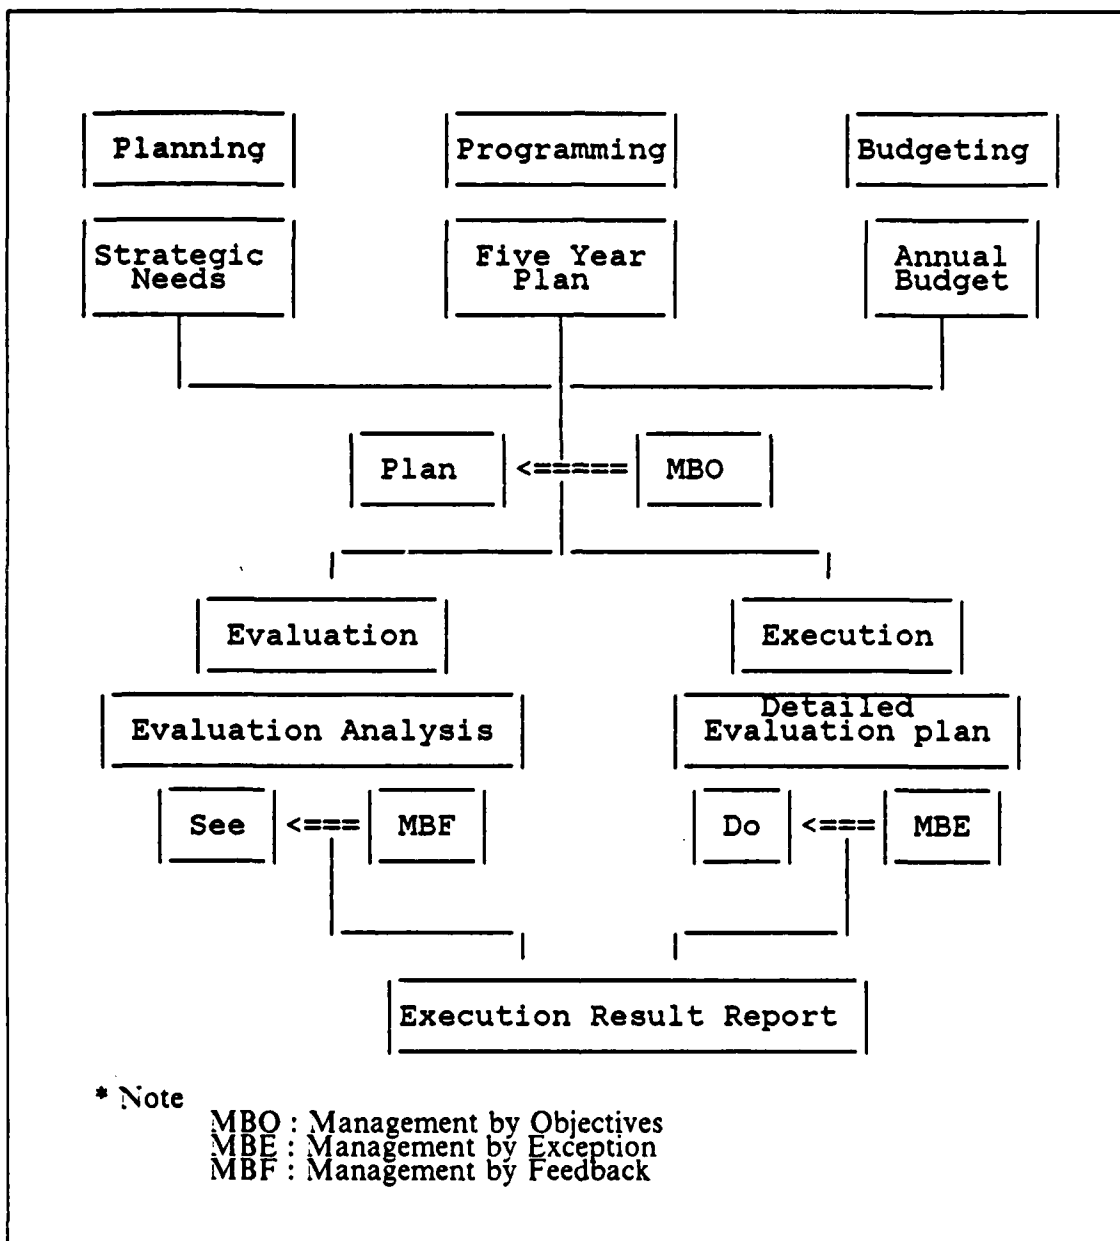 Planning Programming Budgeting
Strategic Needs Five Year Plan Annual Budget
Plan <===== MBO
Evaluation Execution
Evaluation Analysis Detailed Evaluation plan
See <=== MBF Do <=== MBE
Execution Result Report
* Note
MBO : Management by Objectives
MBE : Management by Exception
MBF : Management by Feedback